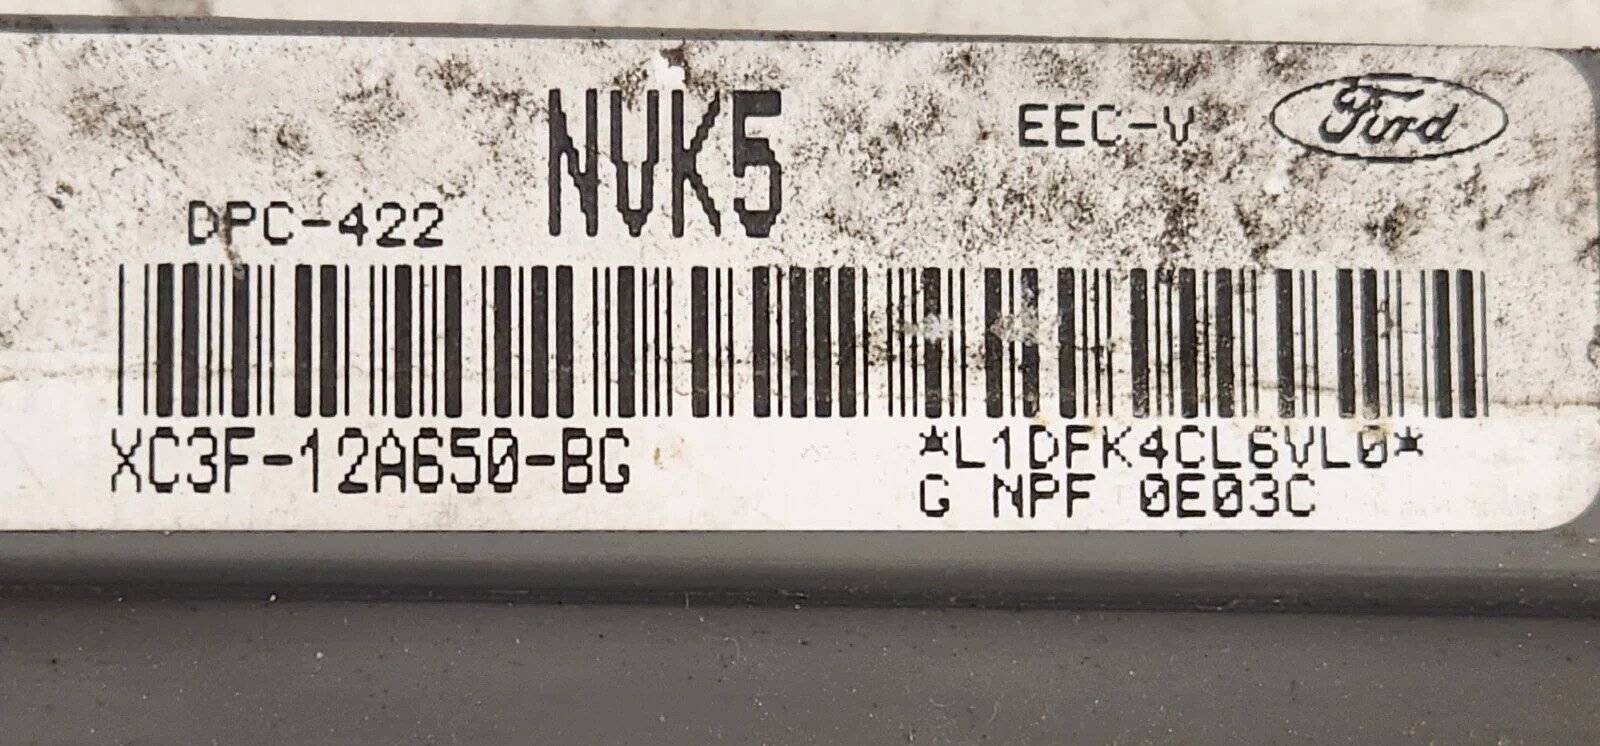 NVK5
EEC-V
Ford
DPC-422
XC3F-12A650-BG
*L1DFK4CL6VL0*
G NPF 0E03C